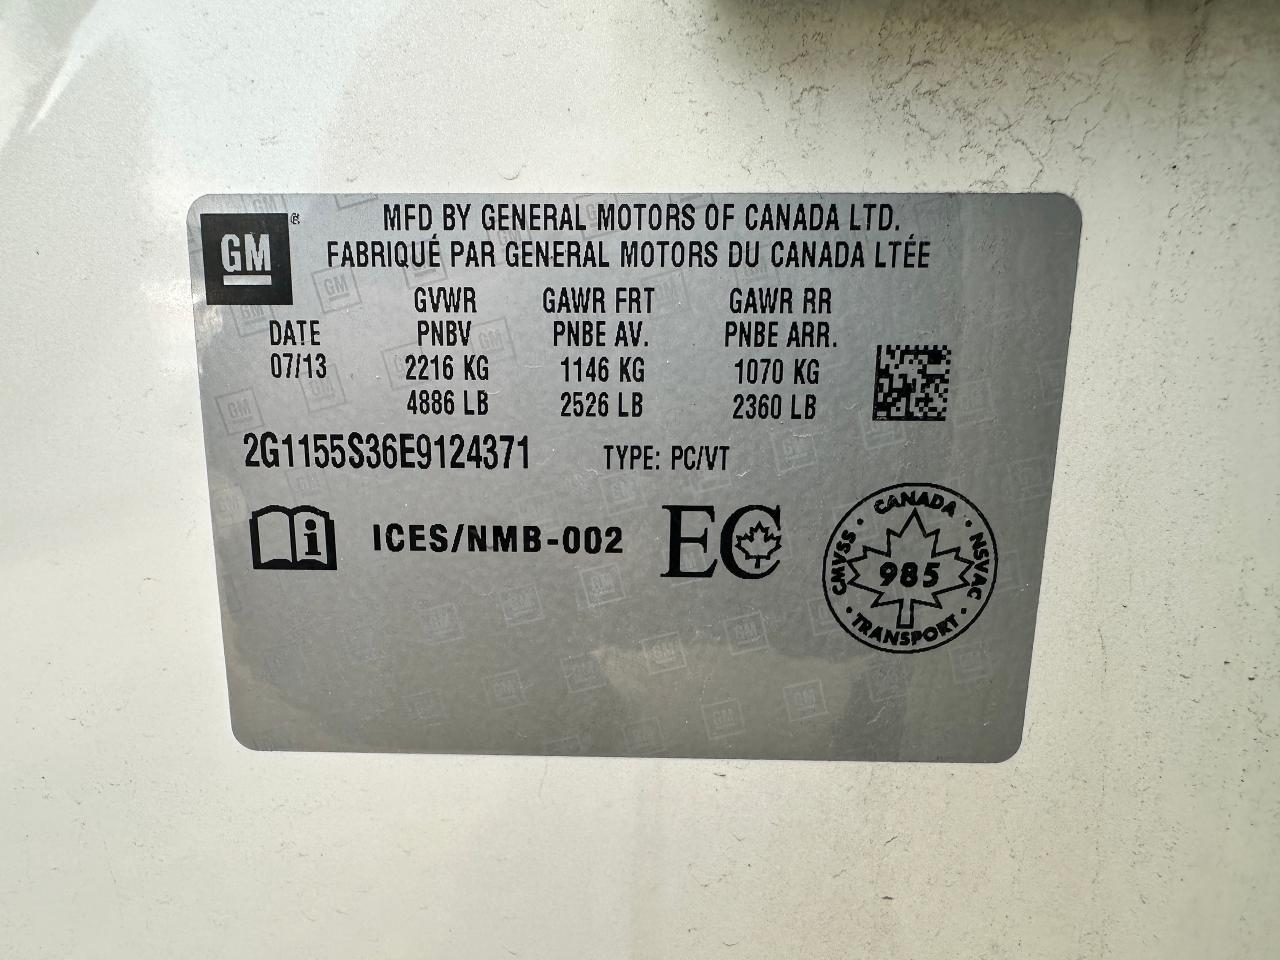 GM
MFD BY GENERAL MOTORS OF CANADA LTD.
FABRIQUÉ PAR GENERAL MOTORS DU CANADA LTÉE
GVWR GAWR FRT GAWR RR
DATE PNBV PNBE AV. PNBE ARR.
07/13 2216 KG 1146 KG 1070 KG
4886 LB 2526 LB 2360 LB
2G1155S36E9124371 TYPE: PC/VT
ICES/NMB-002 EC
CANADA
CMVSS 985 NSVAC
TRANSPORT